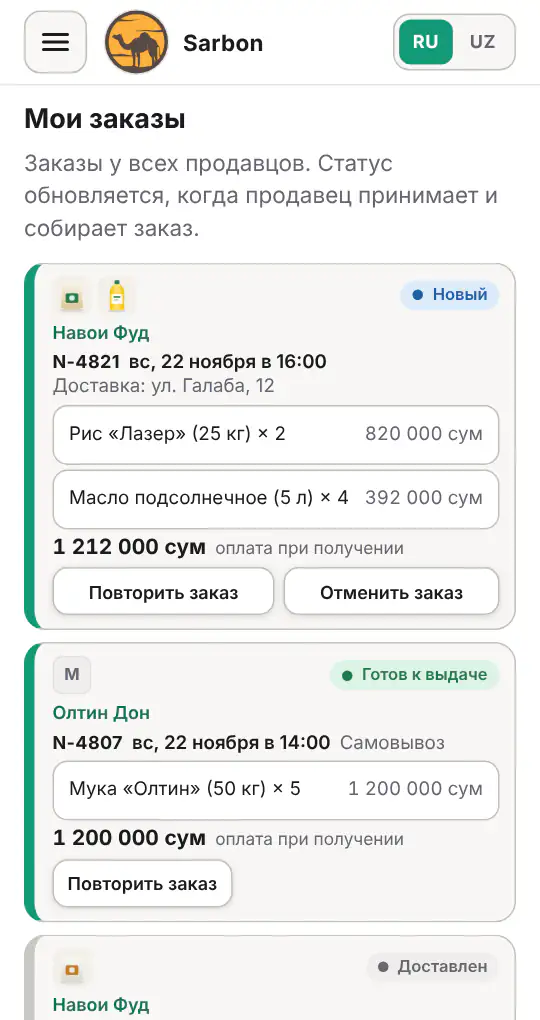 Sarbon
RU UZ
Мои заказы
Заказы у всех продавцов. Статус
обновляется, когда продавец принимает и
собирает заказ.
Новый
Навои Фуд
N-4821 вс, 22 ноября в 16:00
Доставка: ул. Галаба, 12
Рис «Лазер» (25 кг) × 2 820 000 сум
Масло подсолнечное (5 л) × 4 392 000 сум
1 212 000 сум оплата при получении
Повторить заказ Отменить заказ
М Готов к выдаче
Олтин Дон
N-4807 вс, 22 ноября в 14:00 Самовывоз
Мука «Олтин» (50 кг) × 5 1 200 000 сум
1 200 000 сум оплата при получении
Повторить заказ
Доставлен
Навои Фуд